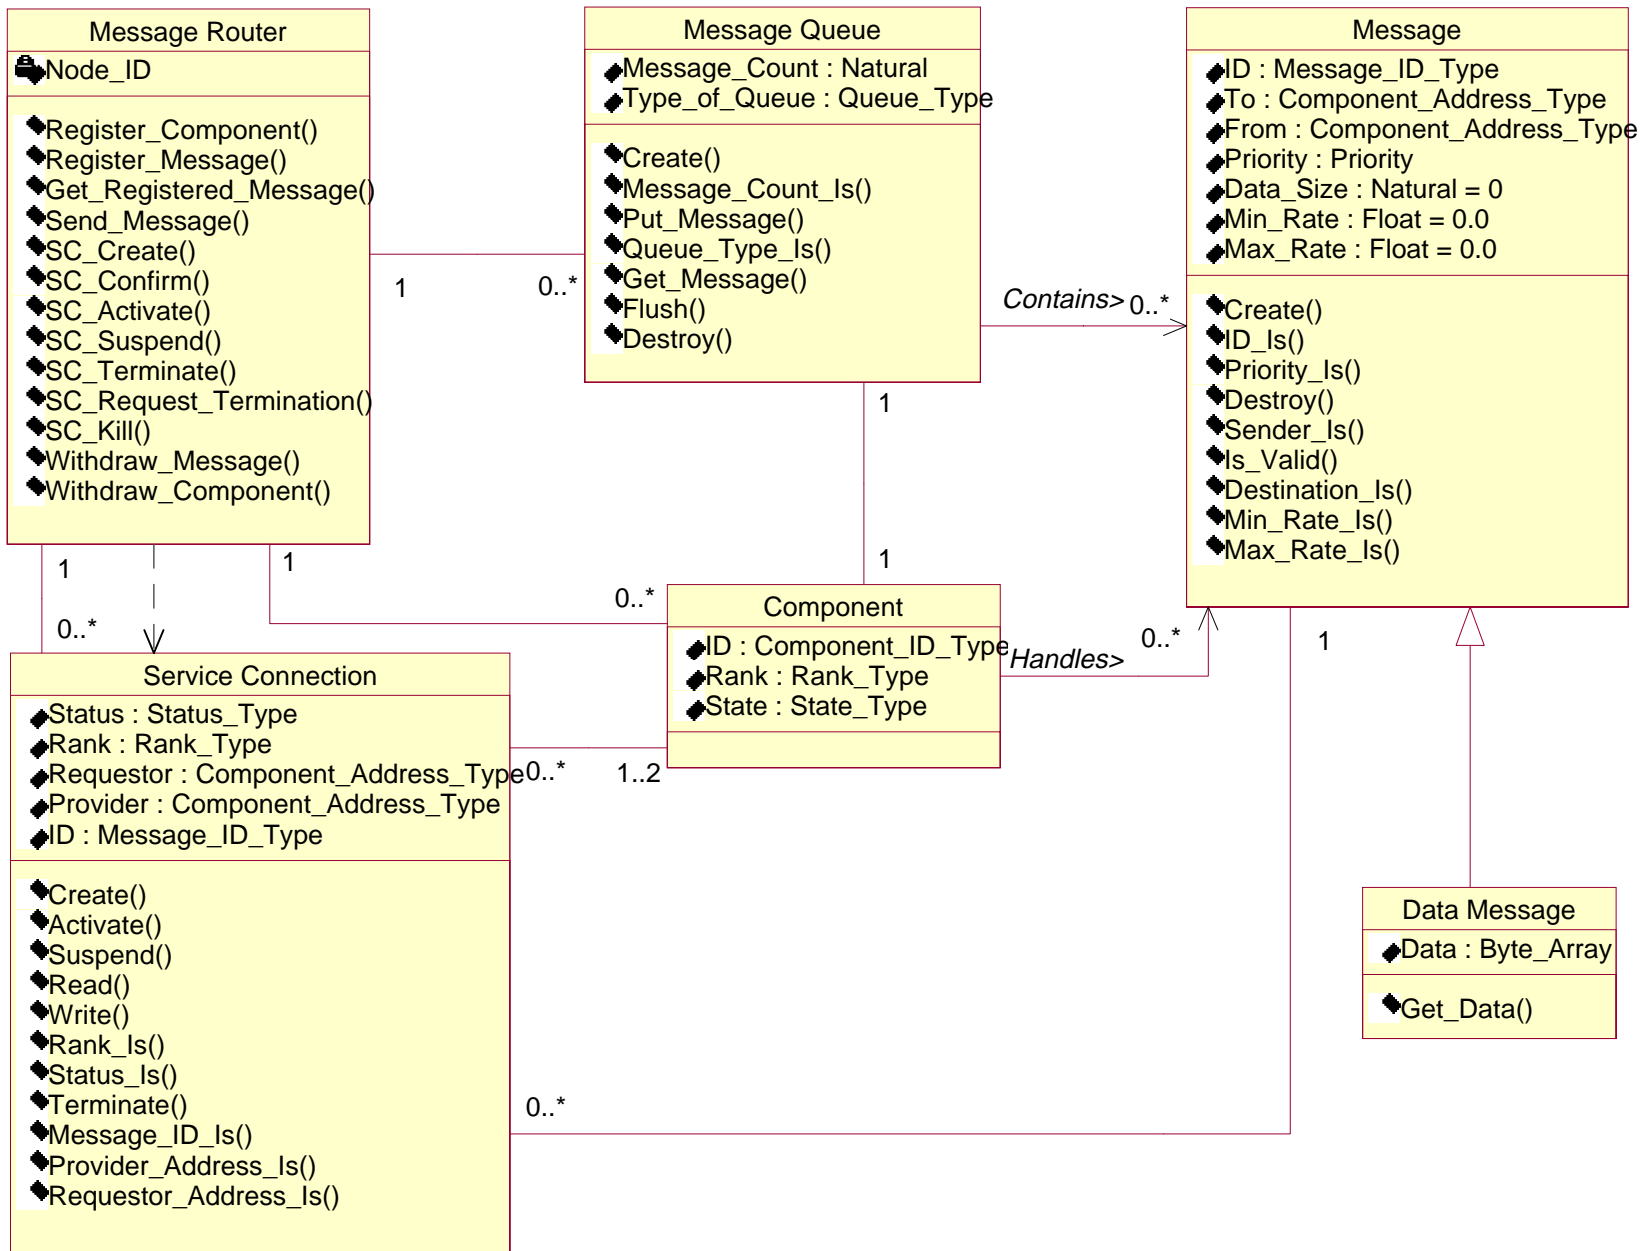 Message Router
Node_ID
Register_Component()
Register_Message()
Get_Registered_Message()
Send_Message()
SC_Create()
SC_Confirm()
SC_Activate()
SC_Suspend()
SC_Terminate()
SC_Request_Termination()
SC_Kill()
Withdraw_Message()
Withdraw_Component()
Message Queue
Message_Count : Natural
Type_of_Queue : Queue_Type
Create()
Message_Count_Is()
Put_Message()
Queue_Type_Is()
Get_Message()
Flush()
Destroy()
Message
ID : Message_ID_Type
To : Component_Address_Type
From : Component_Address_Type
Priority : Priority
Data_Size : Natural = 0
Min_Rate : Float = 0.0
Max_Rate : Float = 0.0
Create()
ID_Is()
Priority_Is()
Destroy()
Sender_Is()
Is_Valid()
Destination_Is()
Min_Rate_Is()
Max_Rate_Is()
1
0..*
Contains>
0..*
1
1
1
0..*
1
0..*
Component
ID : Component_ID_Type
Rank : Rank_Type
State : State_Type
Handles>
0..*
1
Service Connection
Status : Status_Type
Rank : Rank_Type
Requestor : Component_Address_Type
Provider : Component_Address_Type
ID : Message_ID_Type
Create()
Activate()
Suspend()
Read()
Write()
Rank_Is()
Status_Is()
Terminate()
Message_ID_Is()
Provider_Address_Is()
Requestor_Address_Is()
0..*
1..2
0..*
Data Message
Data : Byte_Array
Get_Data()